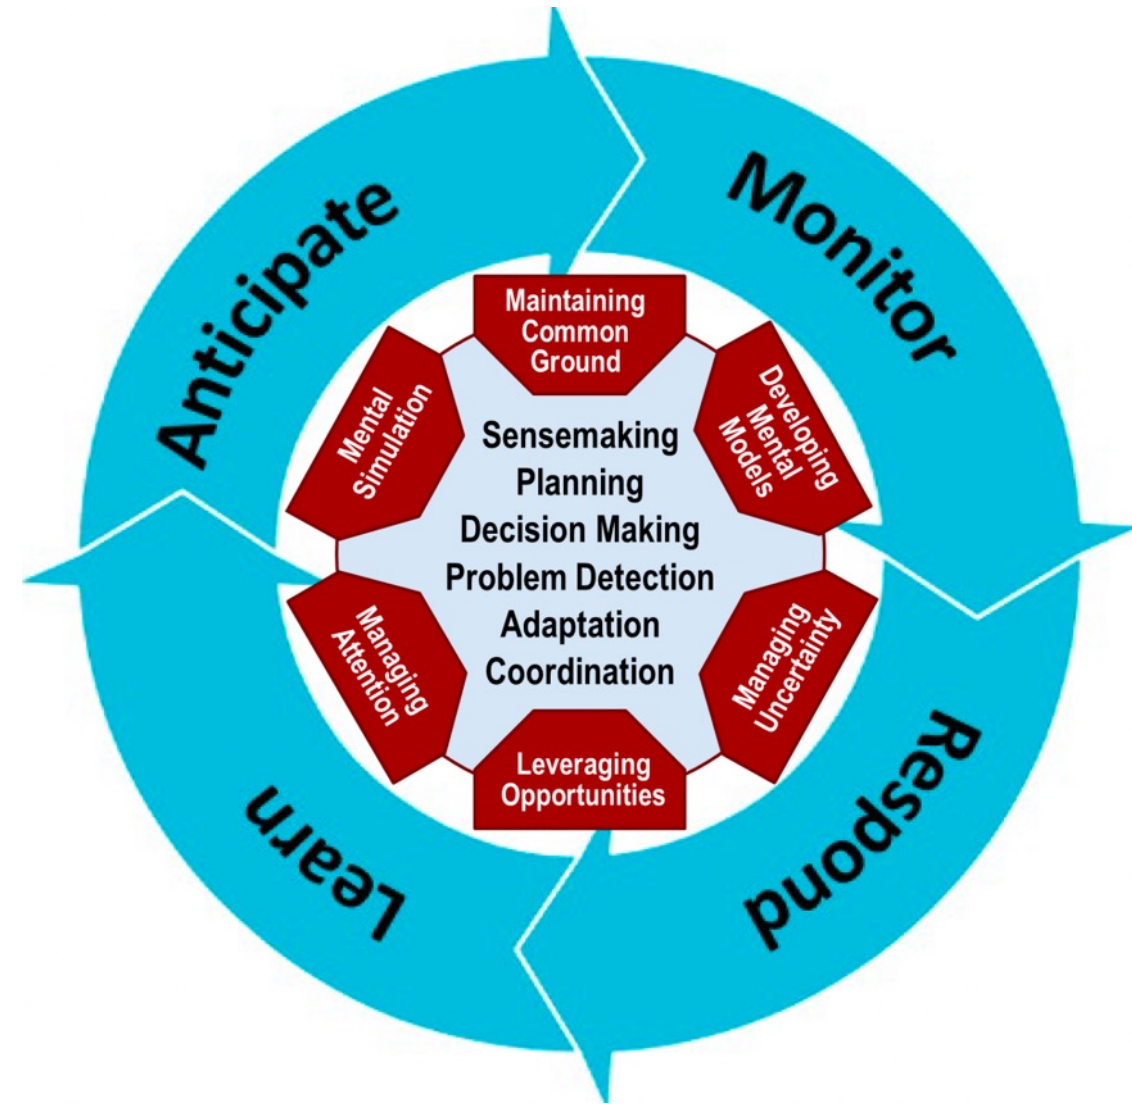 Anticipate
Monitor
Respond
Learn
Maintaining
Common
Ground
Developing
Mental
Models
Managing
Uncertainty
Leveraging
Opportunities
Managing
Attention
Mental
Simulation
Sensemaking
Planning
Decision Making
Problem Detection
Adaptation
Coordination